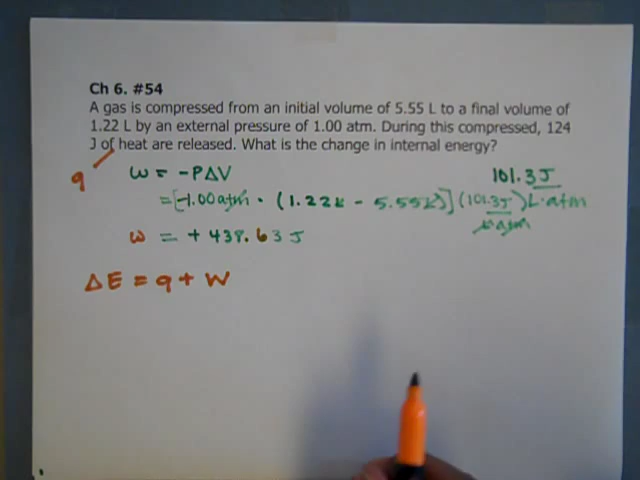 Ch 6. #54
A gas is compressed from an initial volume of 5.55 L to a final volume of
1.22 L by an external pressure of 1.00 atm. During this compressed, 124
J of heat are released. What is the change in internal energy?
q w = -PΔV 101.3J
= [-1.00atm • (1.22L - 5.55L)] (101.3J) L•atm
L•atm
w = +438.63 J
ΔE = q + W